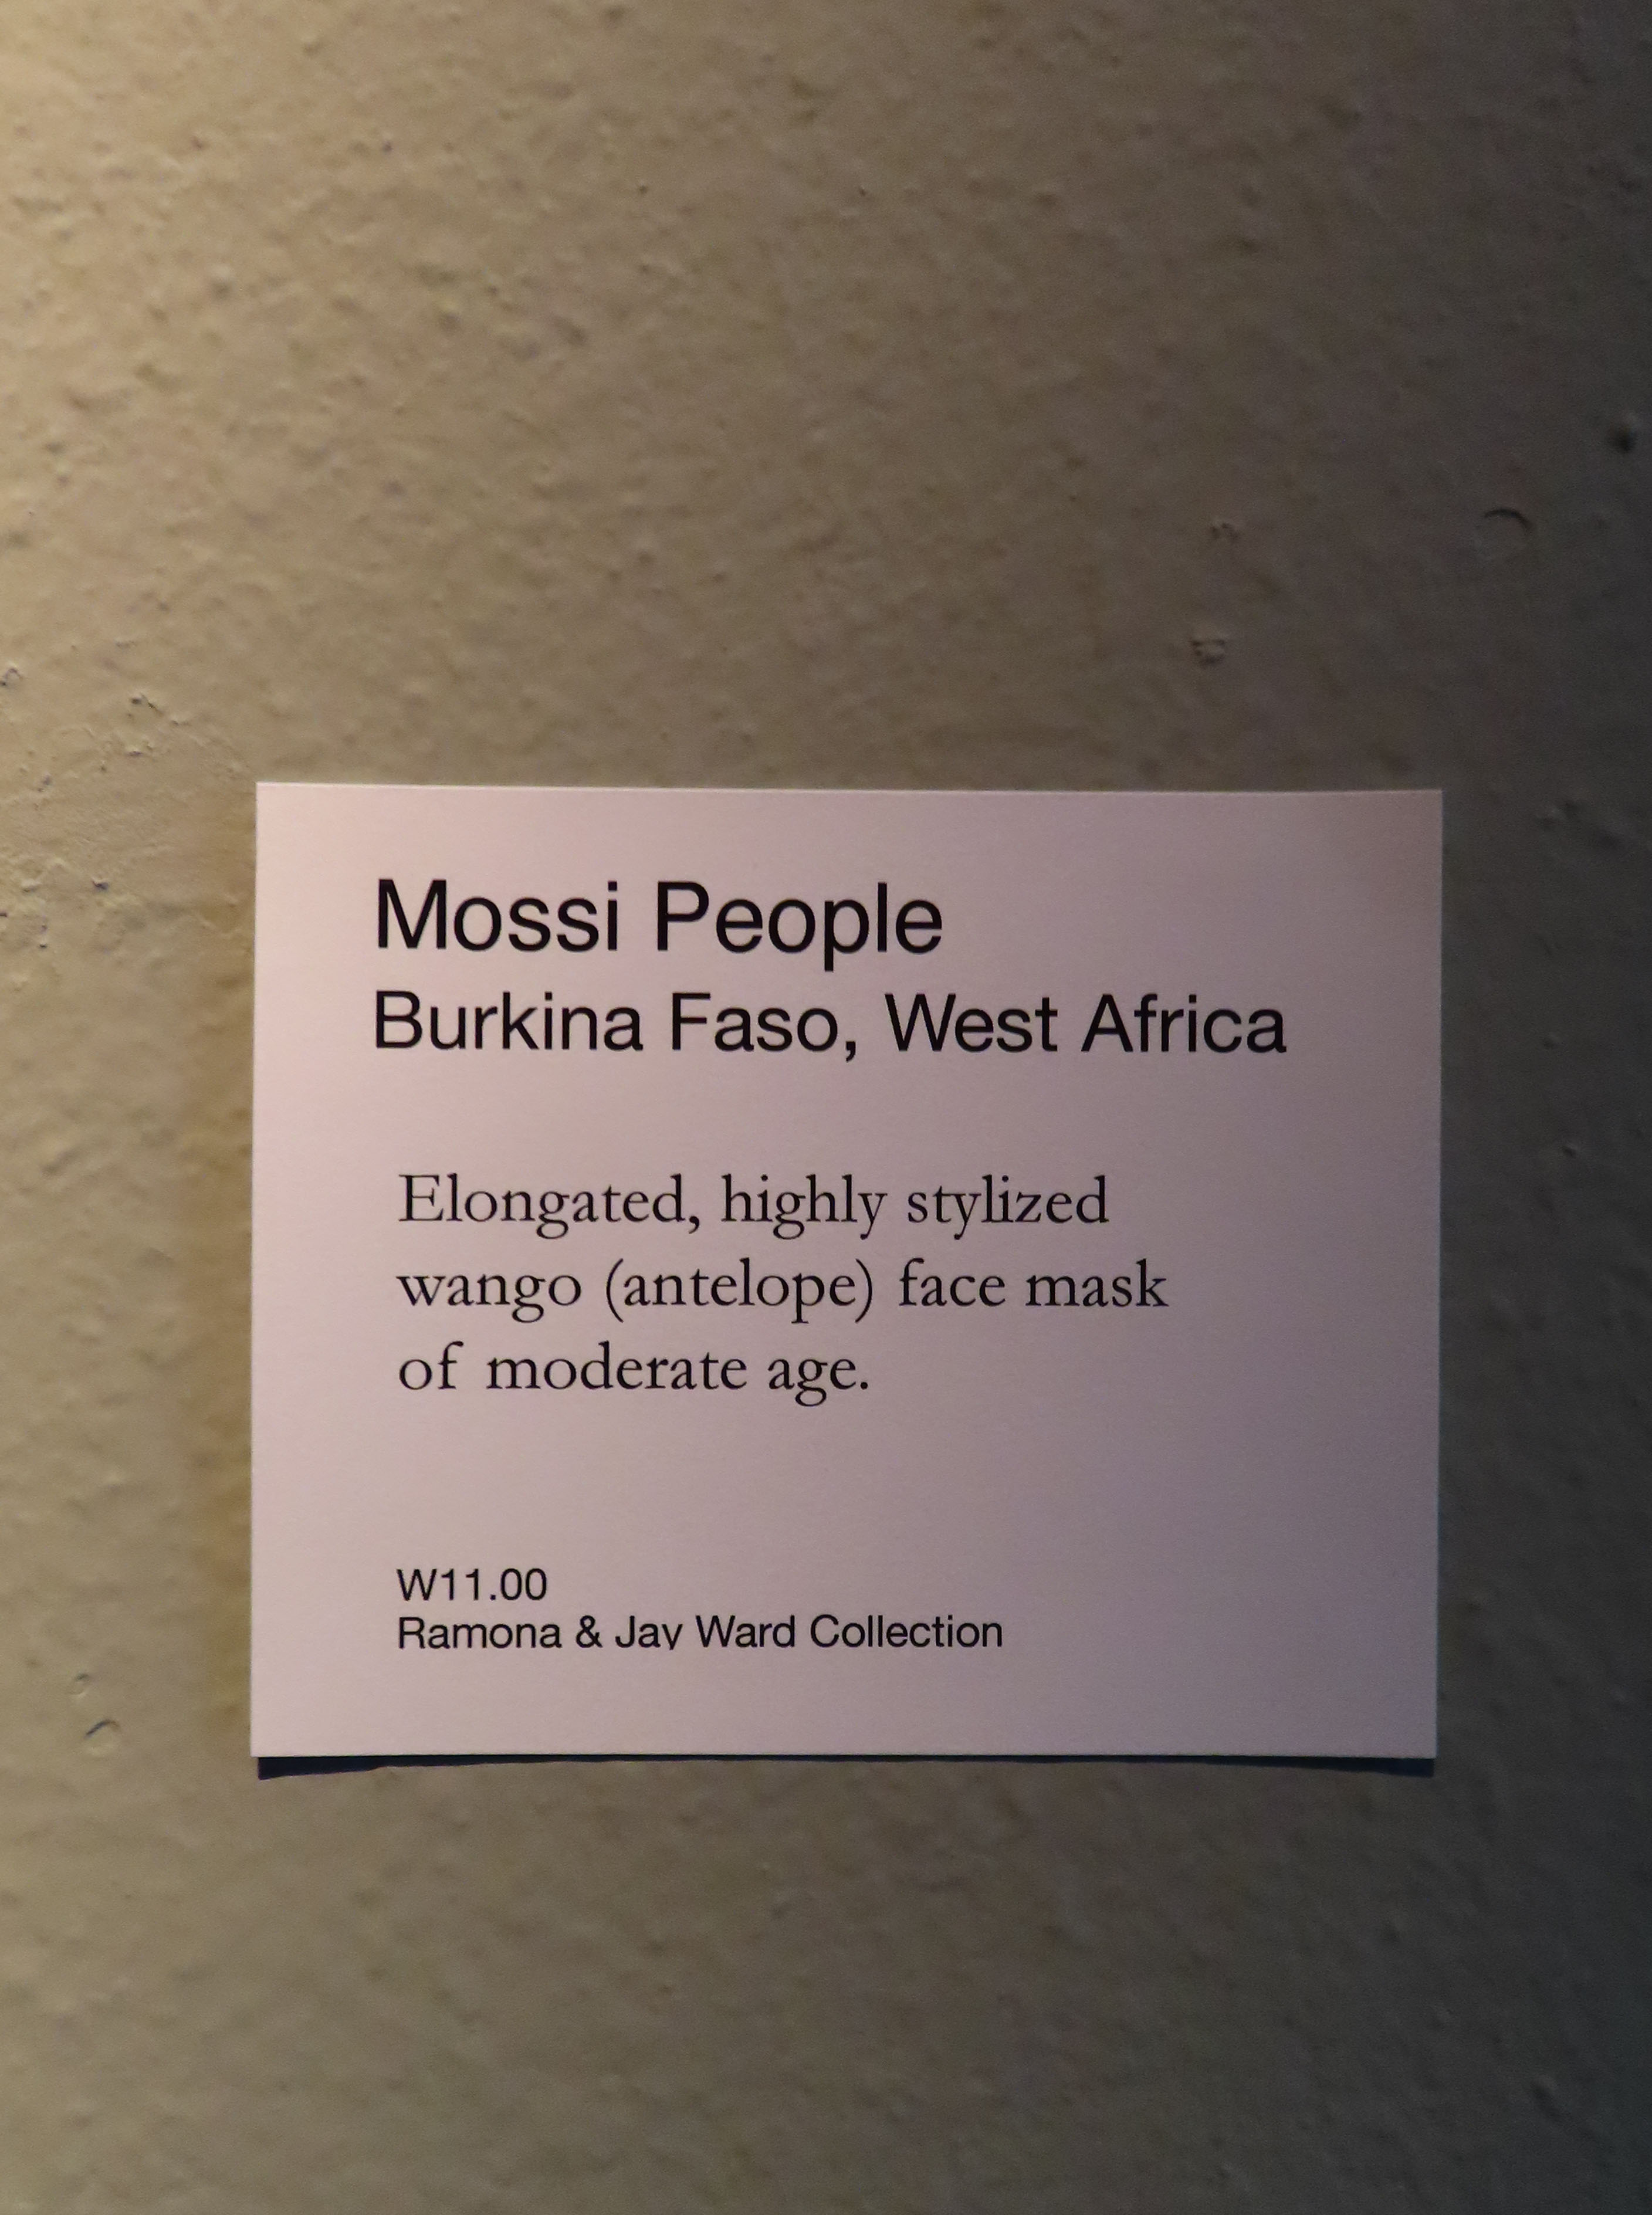 Mossi People
Burkina Faso, West Africa
Elongated, highly stylized
wango (antelope) face mask
of moderate age.
W11.00
Ramona & Jay Ward Collection